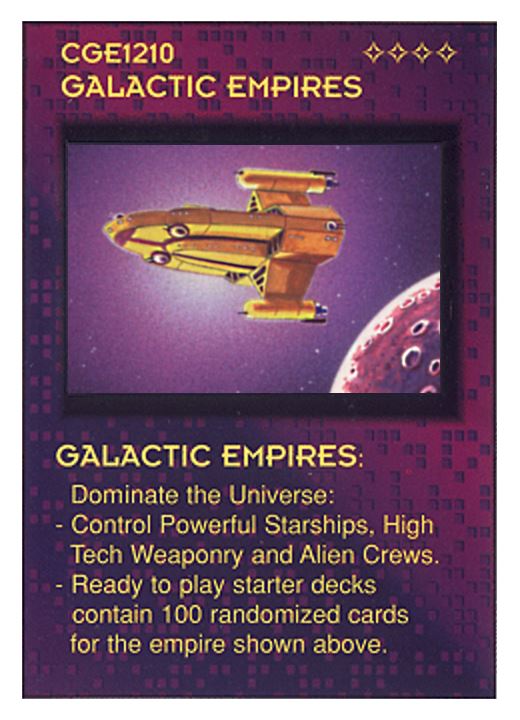 CGE1210
GALACTIC EMPIRES
GALACTIC EMPIRES:
Dominate the Universe:
- Control Powerful Starships, High
Tech Weaponry and Alien Crews.
- Ready to play starter decks
contain 100 randomized cards
for the empire shown above.